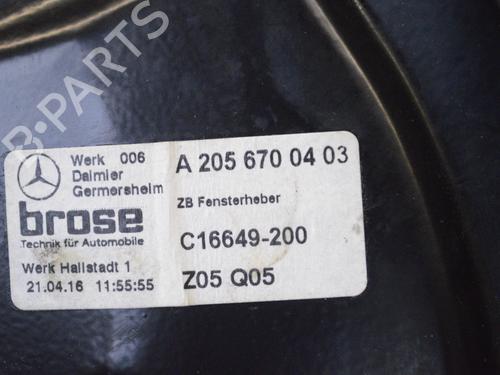 B-PARTS
Werk 006
Daimler
Germersheim
A 205 670 04 03
brose
Technik für Automobile
ZB Fensterheber
C16649-200
Werk Hallstadt 1
21.04.16 11:55:55
Z05 Q05